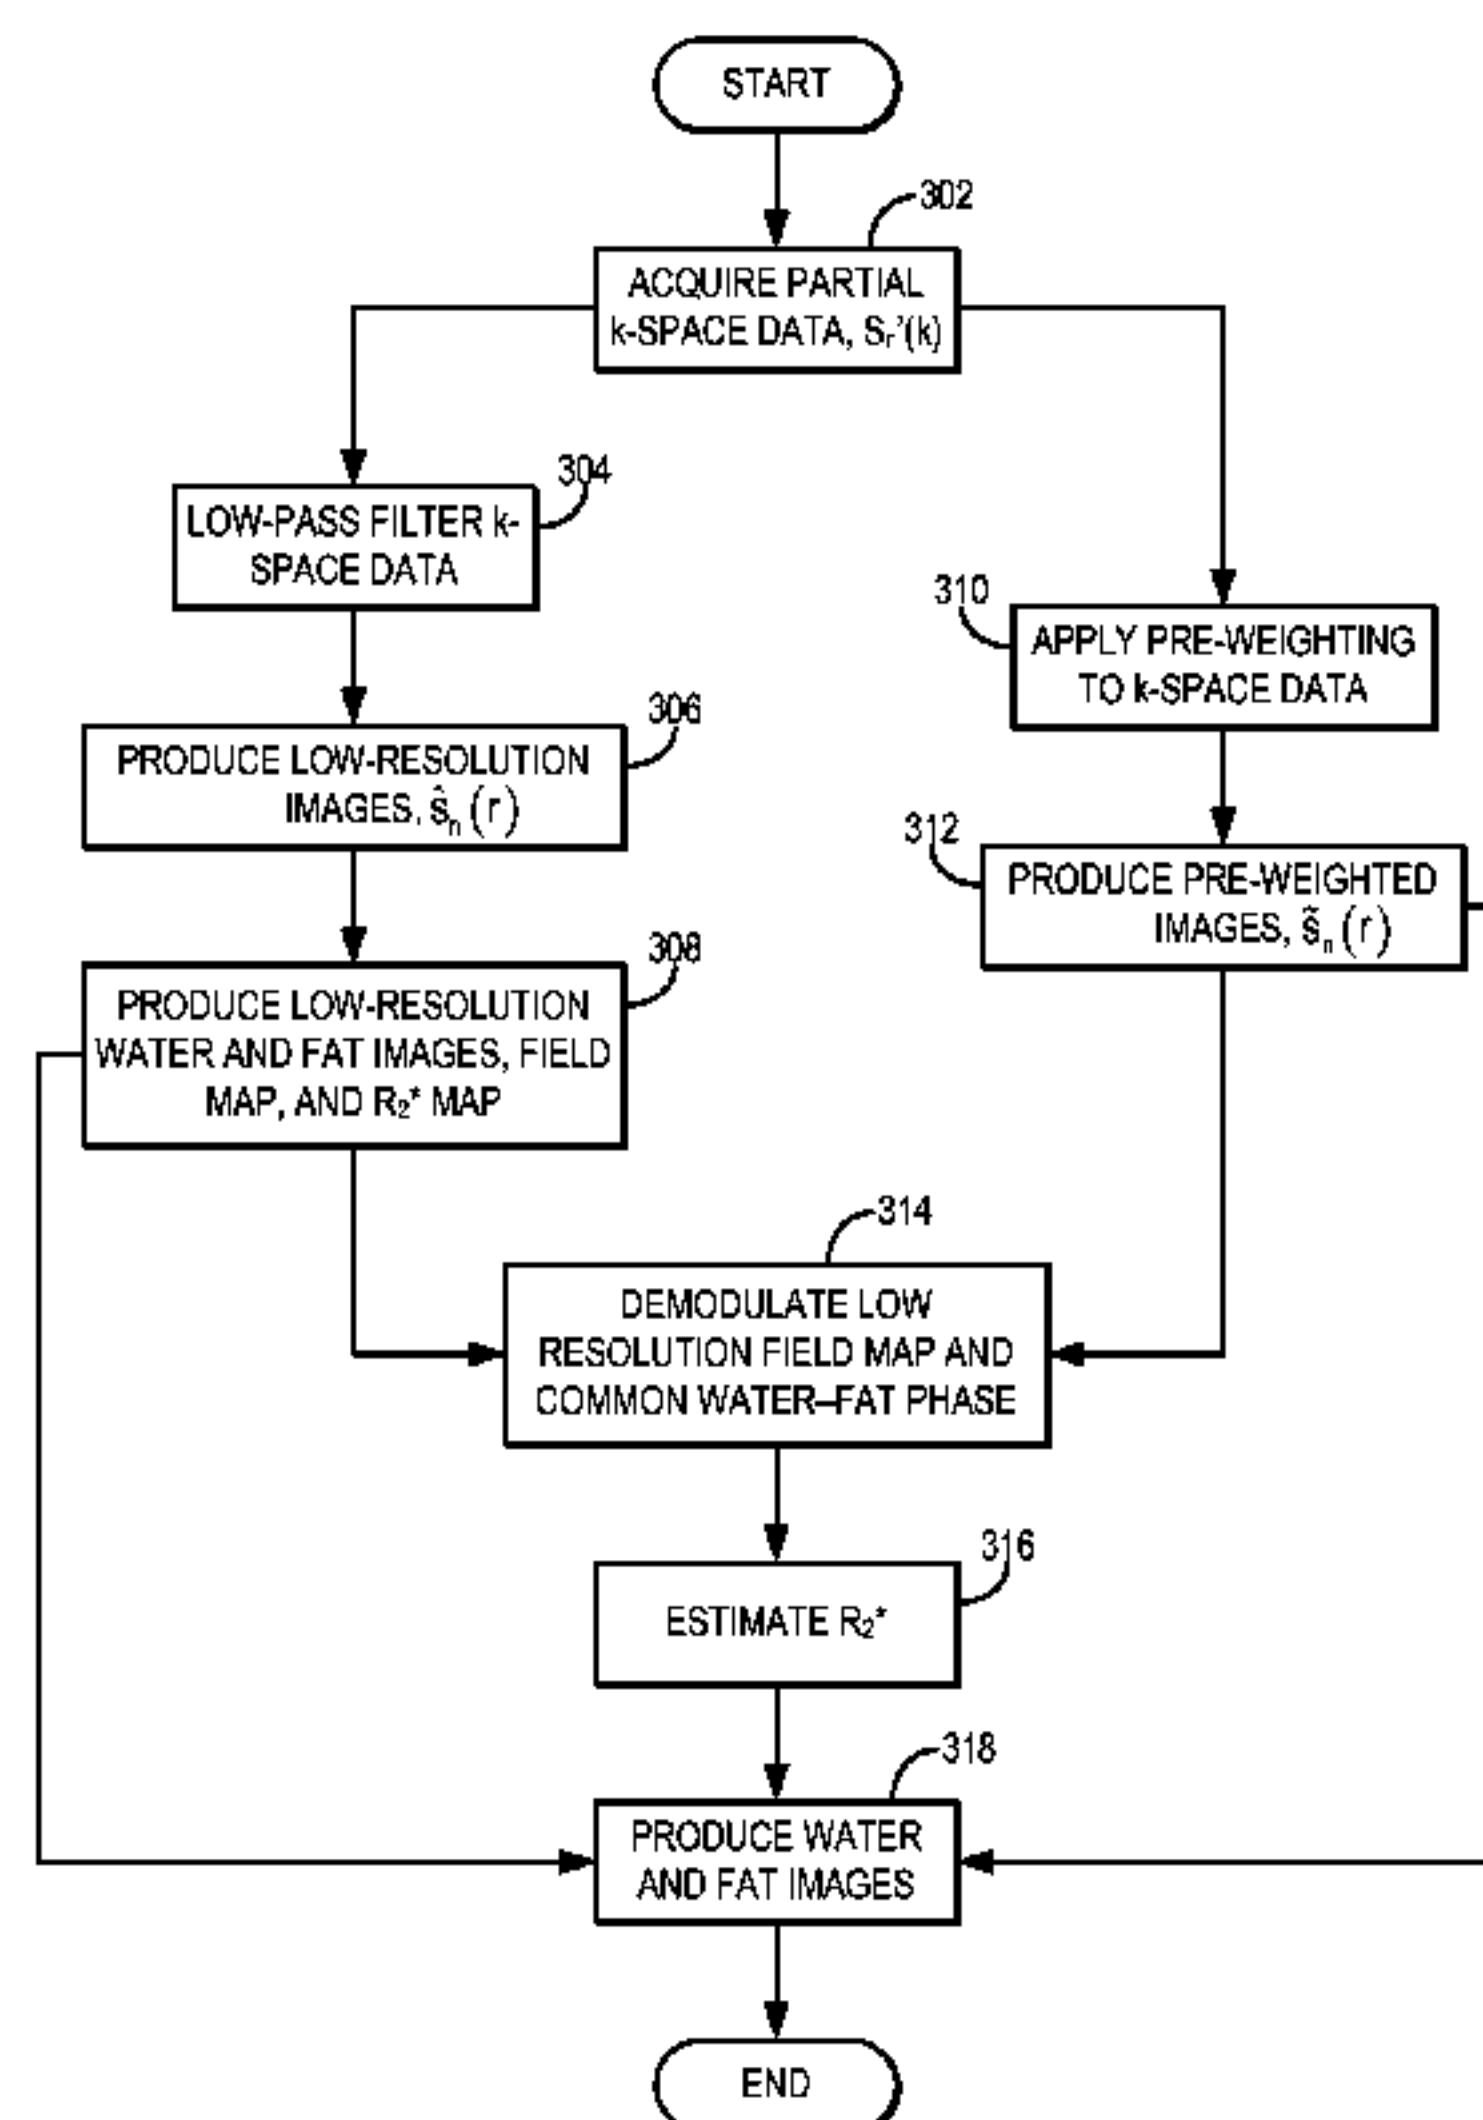 START
302
ACQUIRE PARTIAL
k-SPACE DATA, Sr'(k)
304
LOW-PASS FILTER k-
SPACE DATA
306
PRODUCE LOW-RESOLUTION
IMAGES, ŝₙ(r)
308
PRODUCE LOW-RESOLUTION
WATER AND FAT IMAGES, FIELD
MAP, AND R₂* MAP
310
APPLY PRE-WEIGHTING
TO k-SPACE DATA
312
PRODUCE PRE-WEIGHTED
IMAGES, s̃ₙ(r)
314
DEMODULATE LOW
RESOLUTION FIELD MAP AND
COMMON WATER–FAT PHASE
316
ESTIMATE R₂*
318
PRODUCE WATER
AND FAT IMAGES
END